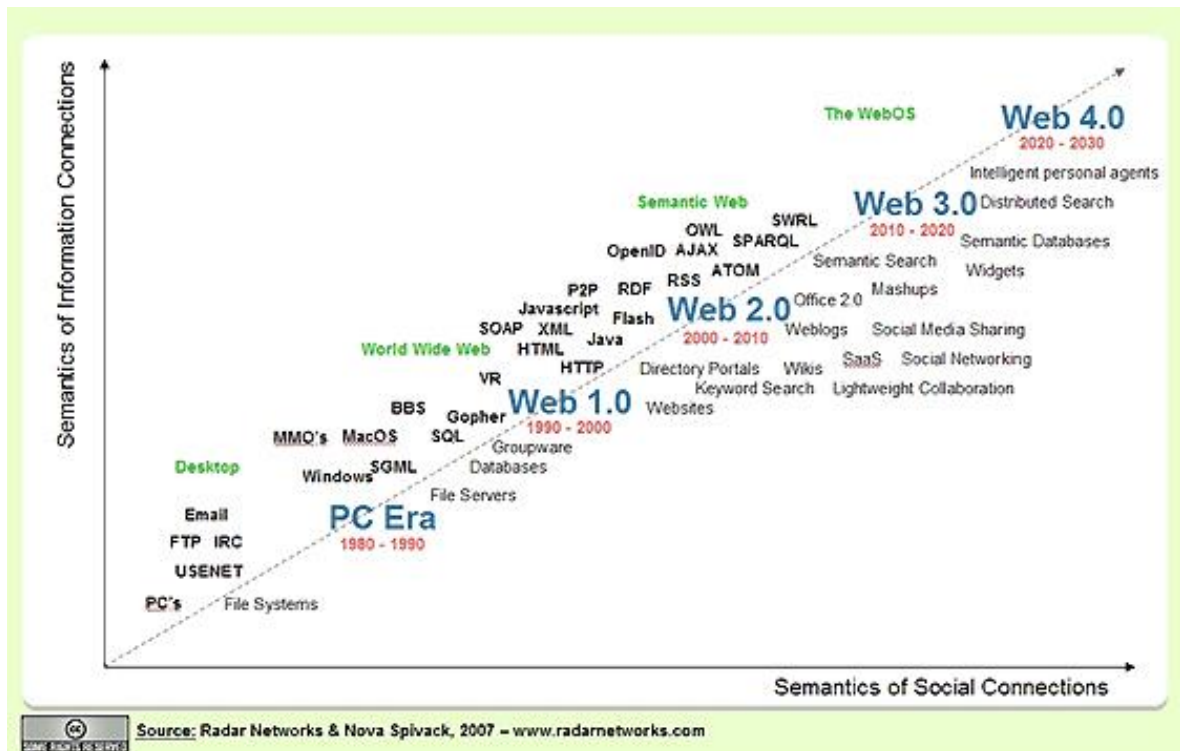 Semantics of Information Connections
The WebOS
Web 4.0
2020 - 2030
Intelligent personal agents
Semantic Web
Web 3.0 Distributed Search
2010 - 2020
SWRL
OWL
SPARQL
OpenID AJAX
Semantic Databases
Semantic Search
Widgets
ATOM
RSS
P2P RDF
Mashups
Office 2.0
Web 2.0
2000 - 2010
Javascript
Flash
SOAP XML
Java
Weblogs Social Media Sharing
World Wide Web
HTML
HTTP
Directory Portals Wikis SaaS Social Networking
VR
Keyword Search Lightweight Collaboration
Web 1.0
1990 - 2000
Websites
BBS
Gopher
MMO's MacOS SQL
Groupware
Desktop
Windows SGML
Databases
File Servers
PC Era
1980 - 1990
Email
FTP IRC
USENET
PC's File Systems
Semantics of Social Connections
cc
SOME RIGHTS RESERVED
Source: Radar Networks & Nova Spivack, 2007 – www.radarnetworks.com